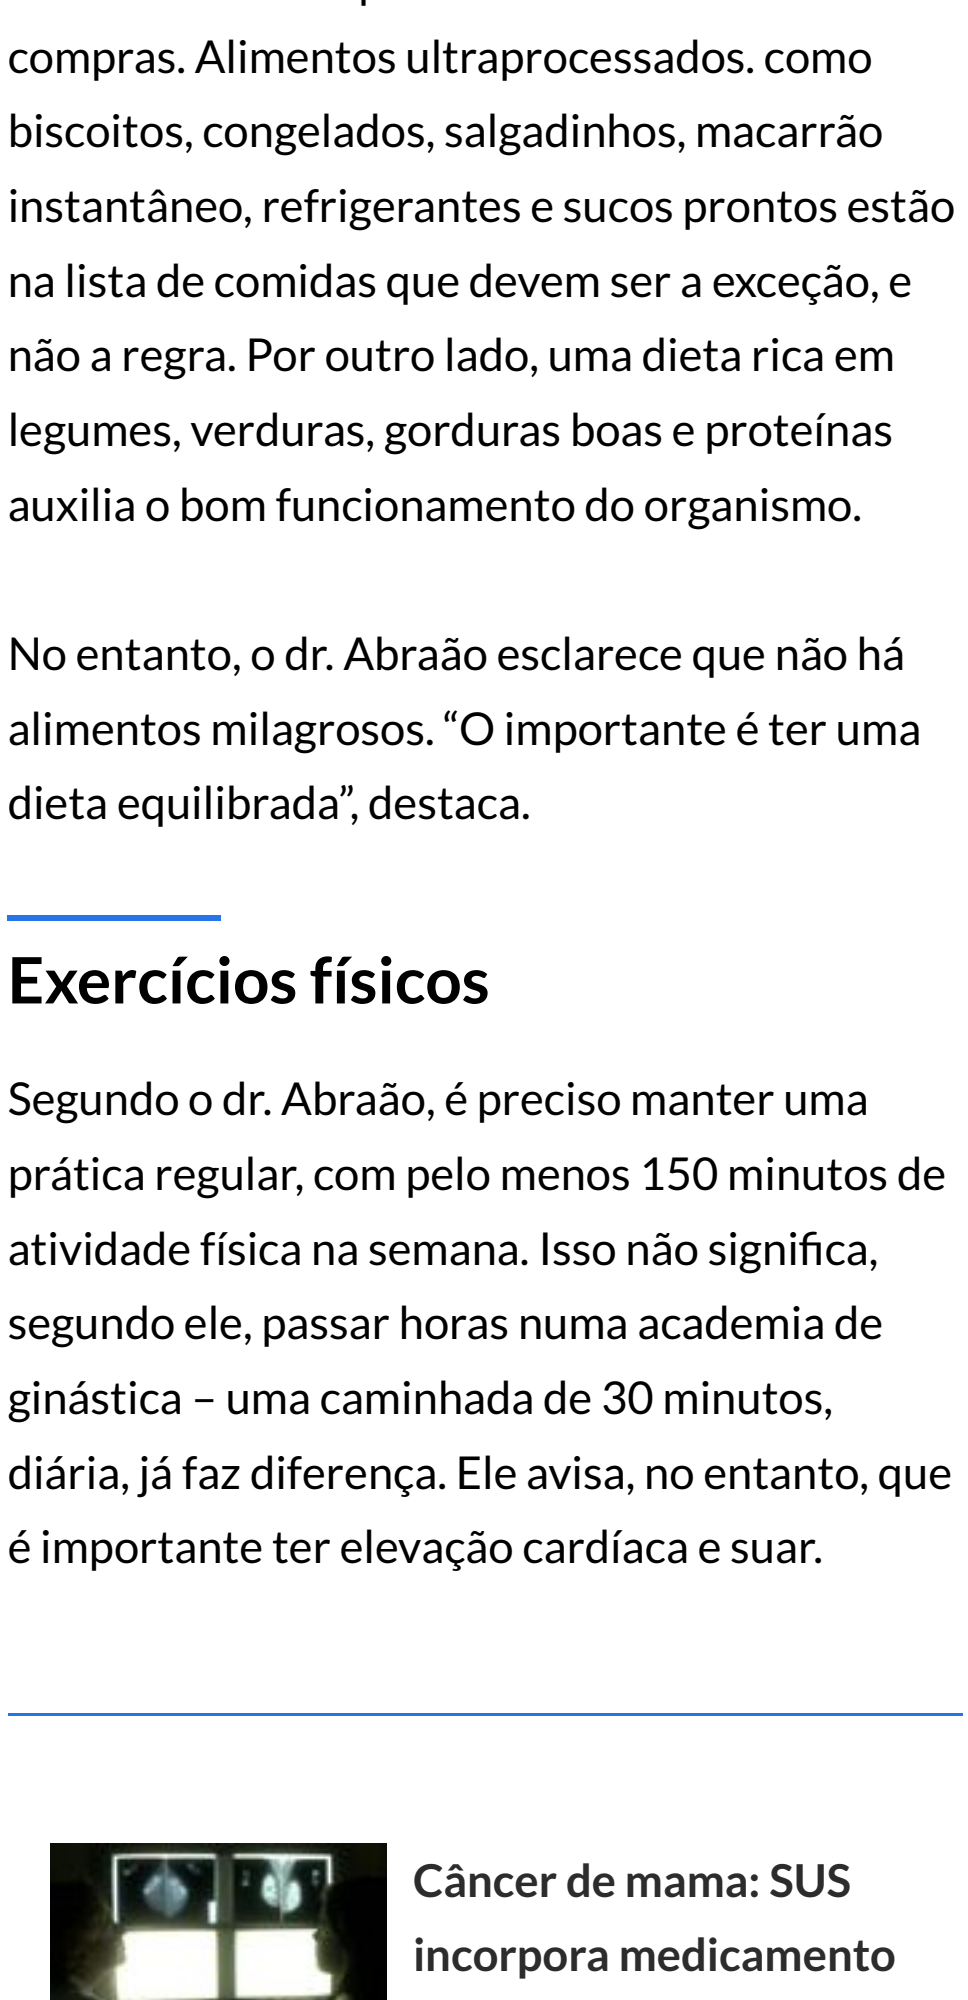 compras. Alimentos ultraprocessados. como
biscoitos, congelados, salgadinhos, macarrão
instantâneo, refrigerantes e sucos prontos estão
na lista de comidas que devem ser a exceção, e
não a regra. Por outro lado, uma dieta rica em
legumes, verduras, gorduras boas e proteínas
auxilia o bom funcionamento do organismo.
No entanto, o dr. Abraão esclarece que não há
alimentos milagrosos. “O importante é ter uma
dieta equilibrada”, destaca.
Exercícios físicos
Segundo o dr. Abraão, é preciso manter uma
prática regular, com pelo menos 150 minutos de
atividade física na semana. Isso não significa,
segundo ele, passar horas numa academia de
ginástica – uma caminhada de 30 minutos,
diária, já faz diferença. Ele avisa, no entanto, que
é importante ter elevação cardíaca e suar.
Câncer de mama: SUS
incorpora medicamento